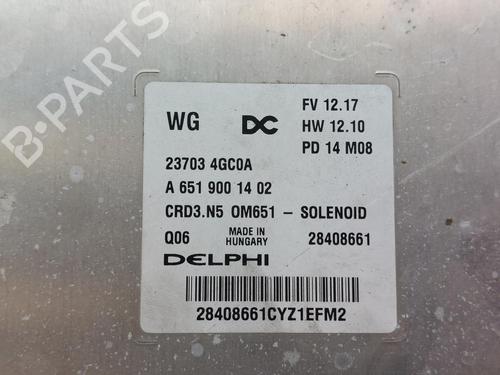 WG DC FV 12.17
HW 12.10
PD 14 M08
23703 4GC0A
A 651 900 14 02
CRD3.N5 OM651 - SOLENOID
Q06 MADE IN HUNGARY 28408661
DELPHI
28408661CYZ1EFM2
B-PARTS